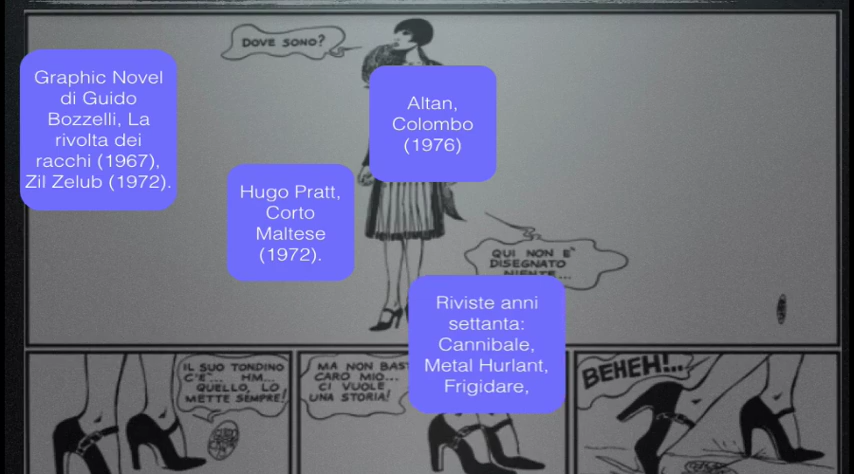 DOVE SONO?
Graphic Novel
di Guido
Bozzelli, La
rivolta dei
racchi (1967),
Zil Zelub (1972).
Altan,
Colombo
(1976)
Hugo Pratt,
Corto
Maltese
(1972).
QUI NON E'
DISEGNATO
NIENTE...
Riviste anni
settanta:
Cannibale,
Metal Hurlant,
Frigidare,
IL SUO TONDINO
C'E'... HM...
QUELLO, LO
METTE SEMPRE!
MA NON
CARO MIO...
CI VUOLE
UNA STORIA!
BEHEH!...